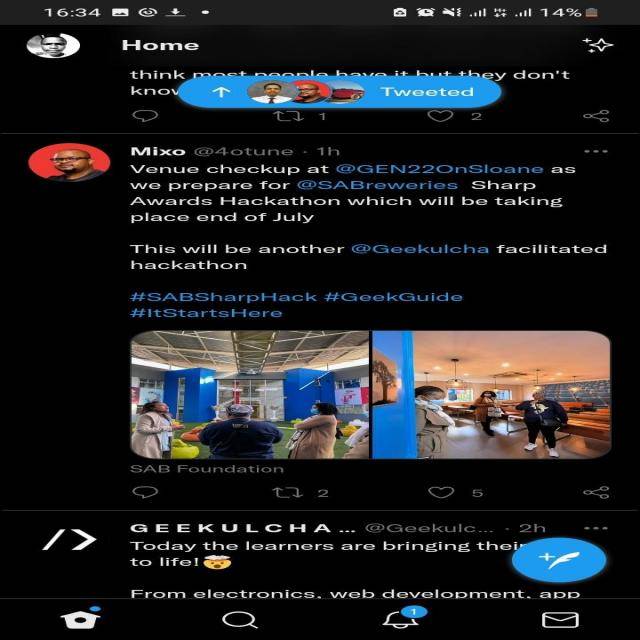 16:34
14%
Home
think most people have it but they don't
know
Tweeted
1
2
Mixo @4otune · 1h
Venue checkup at @GEN22OnSloane as
we prepare for @SABreweries Sharp
Awards Hackathon which will be taking
place end of July
This will be another @Geekulcha facilitated
hackathon
#SABSharpHack #GeekGuide
#ItStartsHere
SAB Foundation
2
5
GEEKULCHA... @Geekulc... · 2h
Today the learners are bringing their
to life!🤯
From electronics, web development, app
1